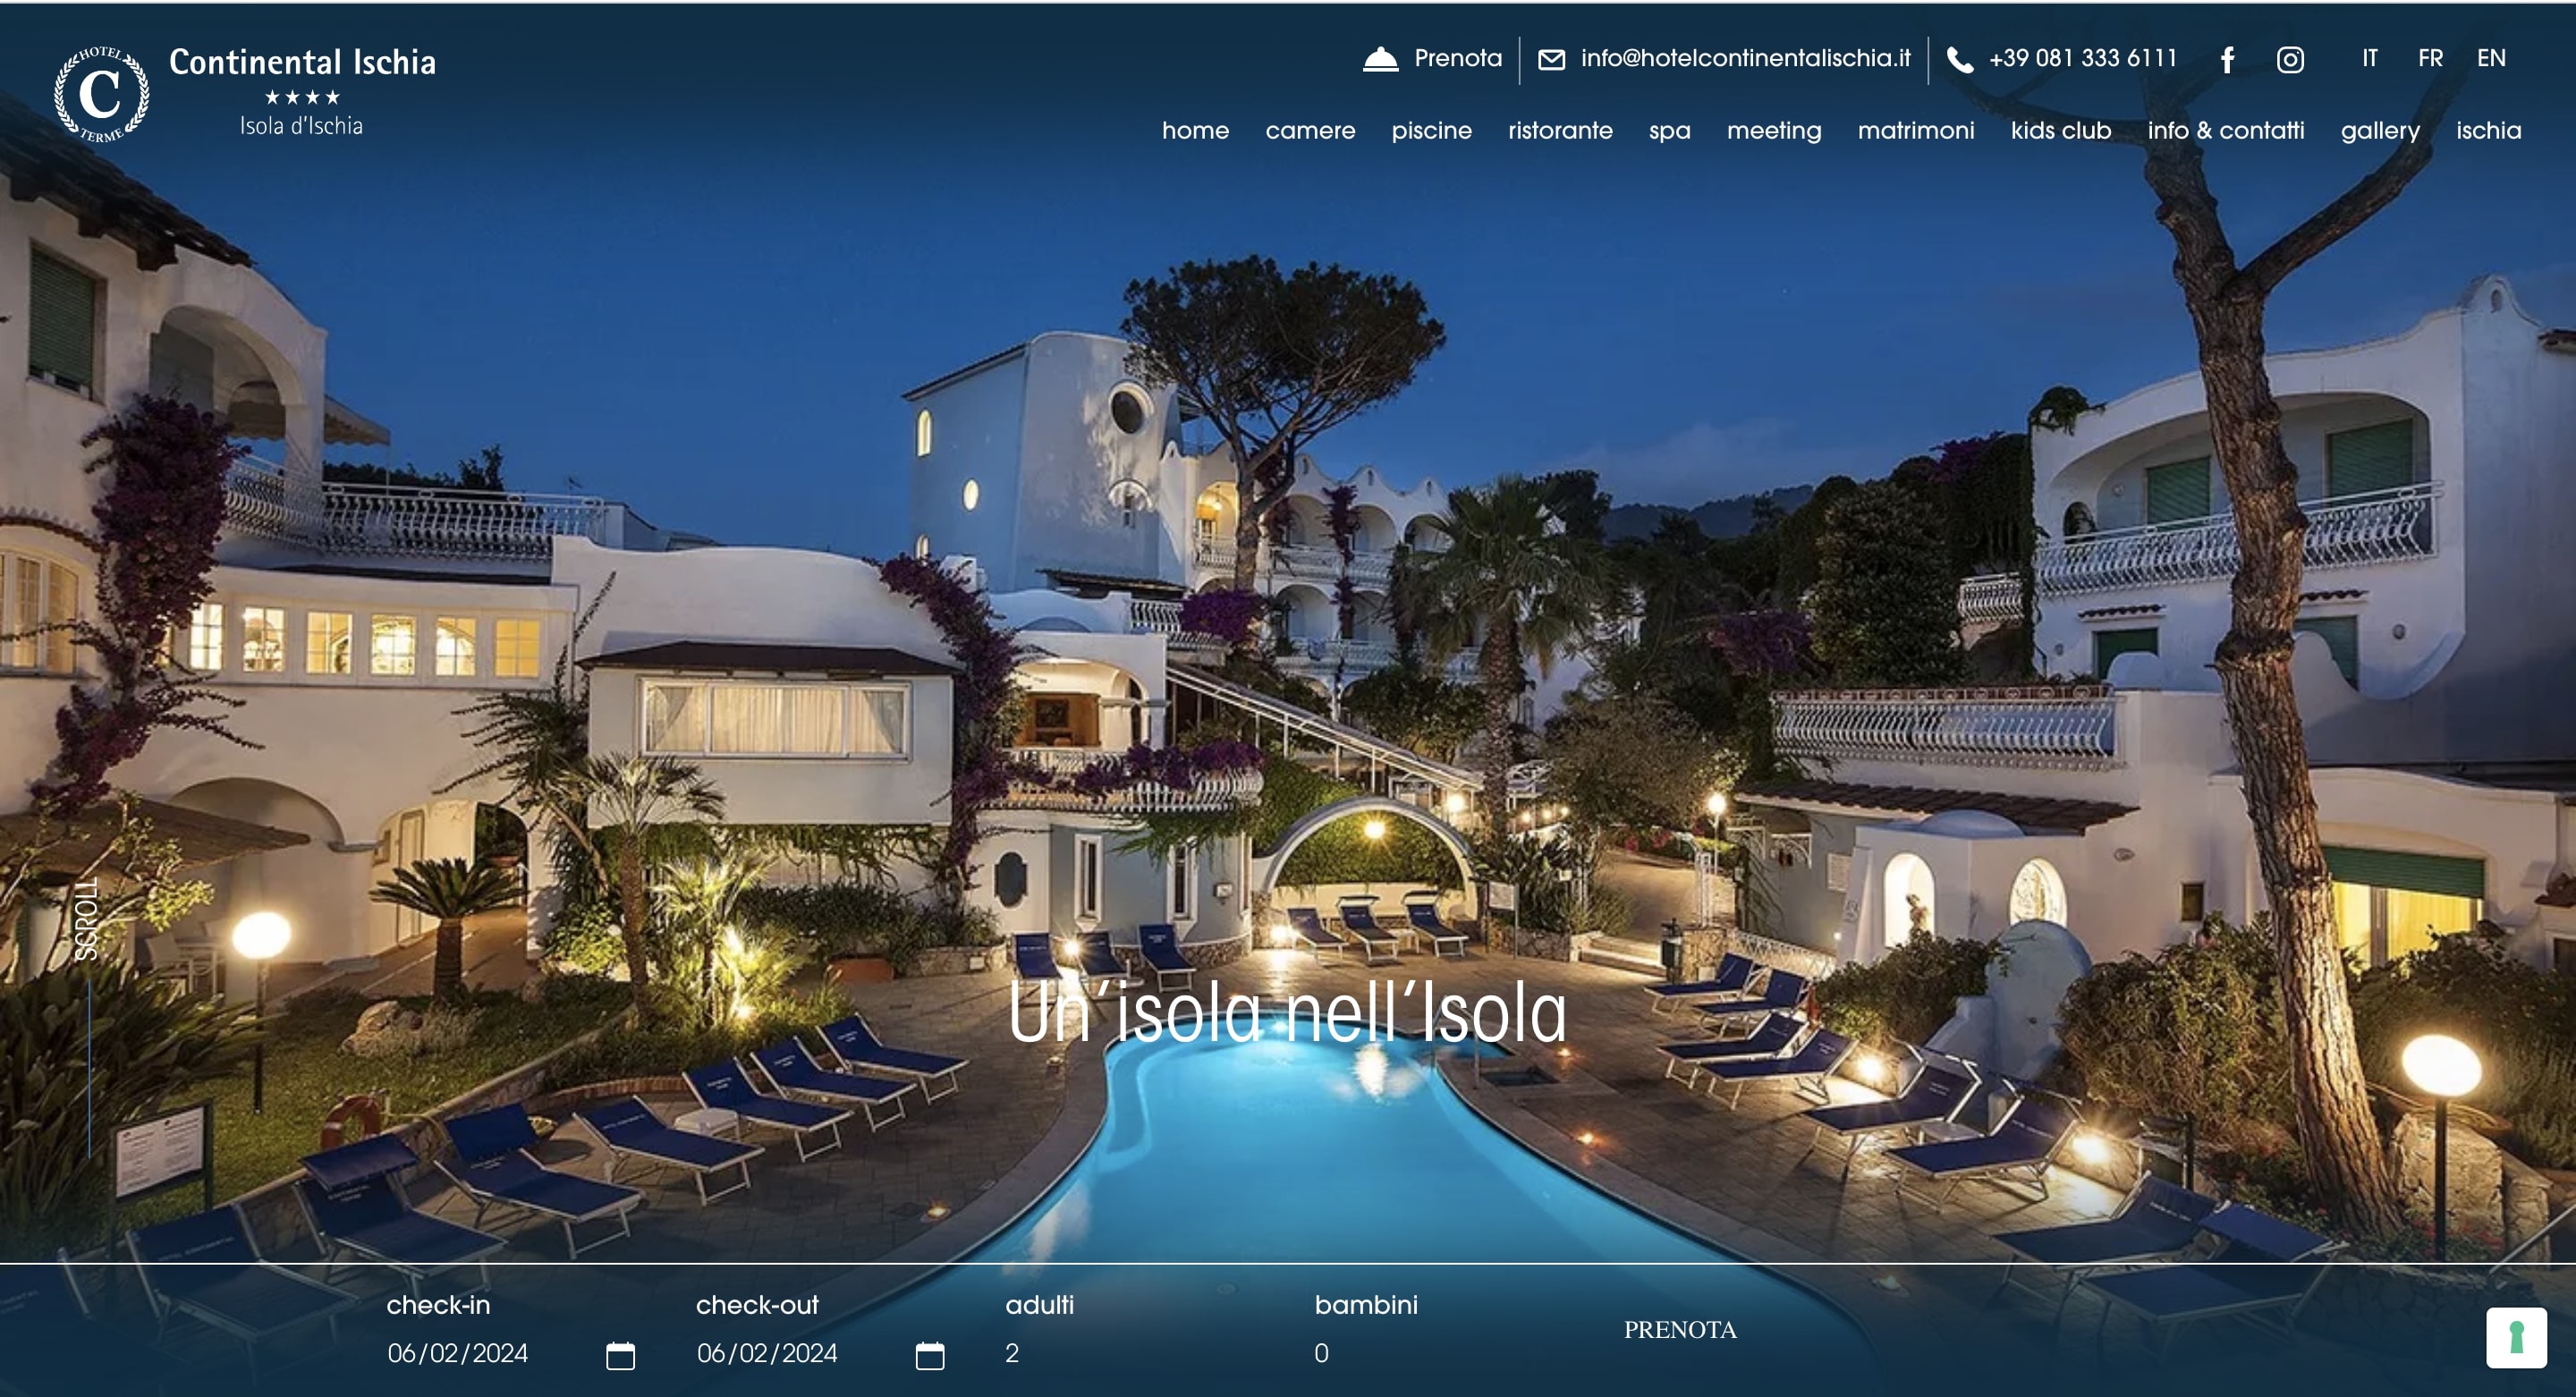 HOTEL
C
TERME
Continental Ischia
Isola d'Ischia
Prenota
info@hotelcontinentalischia.it
+39 081 333 6111
IT FR EN
home camere piscine ristorante spa meeting matrimoni kids club info & contatti gallery ischia
SCROLL
Un'isola nell'Isola
check-in check-out adulti bambini
06/02/2024 06/02/2024 2 0
PRENOTA